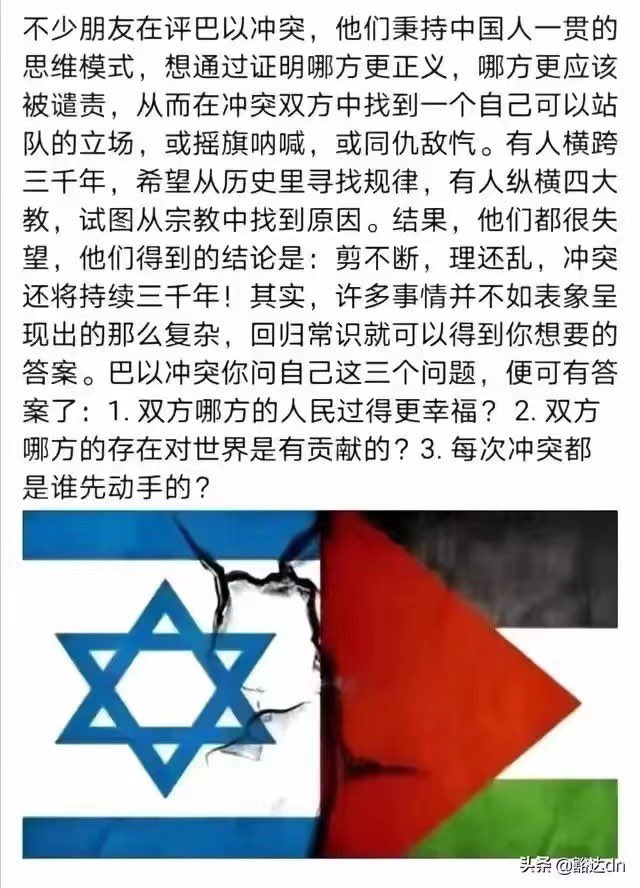 不少朋友在评巴以冲突，他们秉持中国人一贯的
思维模式，想通过证明哪方更正义，哪方更应该
被谴责，从而在冲突双方中找到一个自己可以站
队的立场，或摇旗呐喊，或同仇敌忾。有人横跨
三千年，希望从历史里寻找规律，有人纵横四大
教，试图从宗教中找到原因。结果，他们都很失
望，他们得到的结论是：剪不断，理还乱，冲突
还将持续三千年！其实，许多事情并不如表象呈
现出的那么复杂，回归常识就可以得到你想要的
答案。巴以冲突你问自己这三个问题，便可有答
案了：1. 双方哪方的人民过得更幸福？ 2. 双方
哪方的存在对世界是有贡献的？3. 每次冲突都
是谁先动手的？
头条 @豁达dn